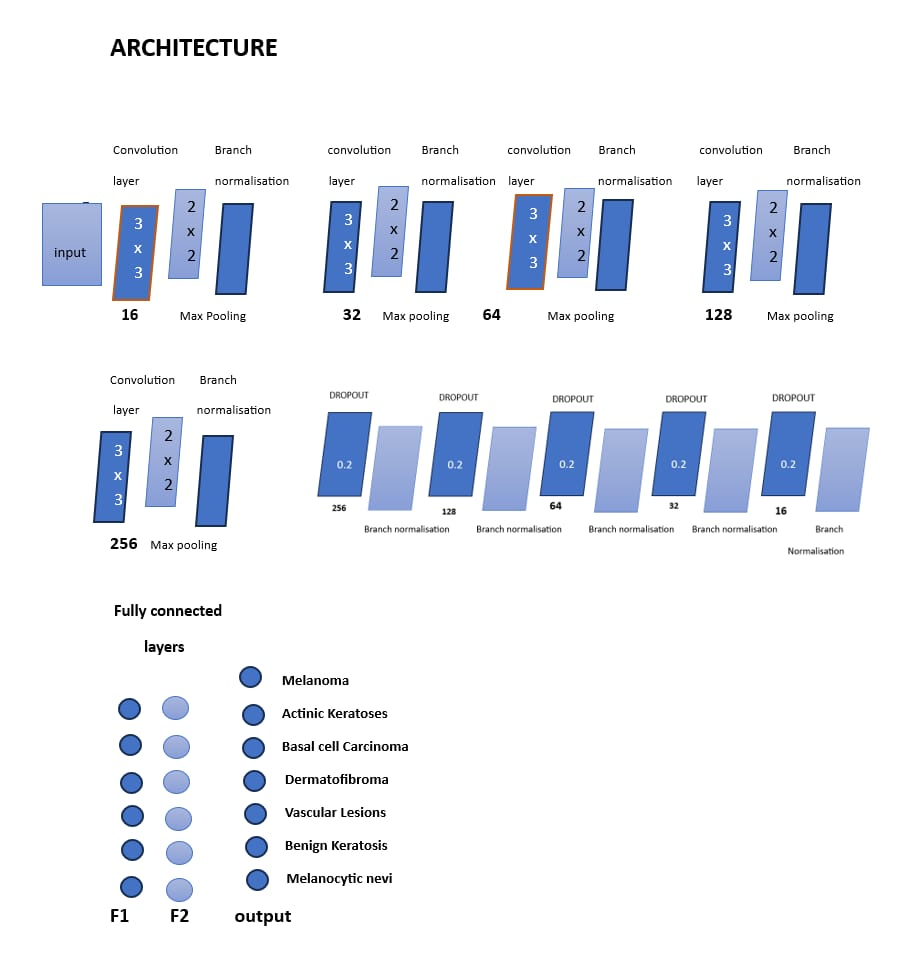 ARCHITECTURE
Convolution Branch convolution Branch convolution Branch convolution Branch
layer normalisation layer normalisation layer normalisation layer normalisation
input
3 x 3
2 x 2
3 x 3
2 x 2
3 x 3
2 x 2
3 x 3
2 x 2
16 Max Pooling 32 Max pooling 64 Max pooling 128 Max pooling
Convolution Branch
layer normalisation
3 x 3
2 x 2
256 Max pooling
DROPOUT DROPOUT DROPOUT DROPOUT DROPOUT
0.2 0.2 0.2 0.2 0.2
256 128 64 32 16
Branch normalisation Branch normalisation Branch normalisation Branch normalisation Branch
Normalisation
Fully connected
layers
Melanoma
Actinic Keratoses
Basal cell Carcinoma
Dermatofibroma
Vascular Lesions
Benign Keratosis
Melanocytic nevi
F1 F2 output